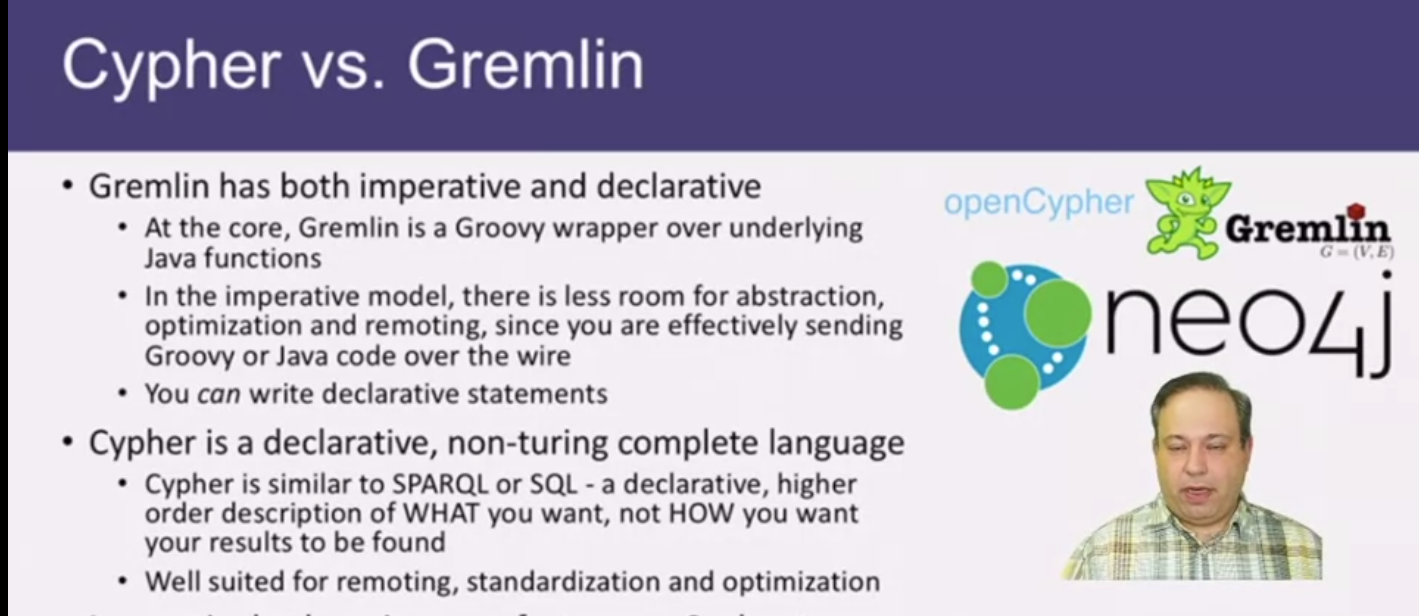 Cypher vs. Gremlin
• Gremlin has both imperative and declarative
• At the core, Gremlin is a Groovy wrapper over underlying
Java functions
• In the imperative model, there is less room for abstraction,
optimization and remoting, since you are effectively sending
Groovy or Java code over the wire
• You can write declarative statements
• Cypher is a declarative, non-turing complete language
• Cypher is similar to SPARQL or SQL - a declarative, higher
order description of WHAT you want, not HOW you want
your results to be found
• Well suited for remoting, standardization and optimization
openCypher
Gremlin
G = (V, E)
neo4j